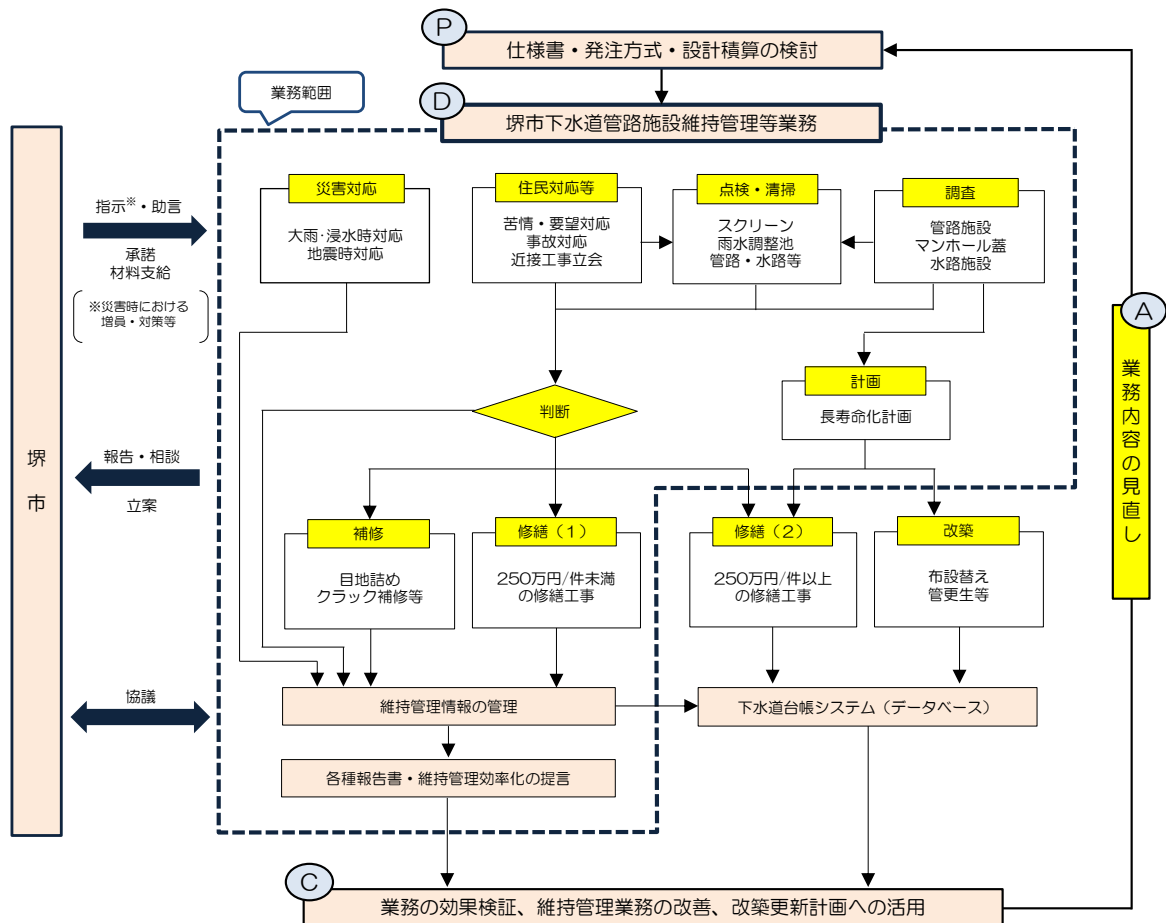 P
仕様書・発注方式・設計積算の検討
業務範囲
D
堺市下水道管路施設維持管理等業務
堺市
指示※・助言
承諾
材料支給
※災害時における
増員・対策等
報告・相談
立案
協議
災害対応
大雨・浸水時対応
地震時対応
住民対応等
苦情・要望対応
事故対応
近接工事立会
点検・清掃
スクリーン
雨水調整池
管路・水路等
調査
管路施設
マンホール蓋
水路施設
判断
計画
長寿命化計画
補修
目地詰め
クラック補修等
修繕（1）
250万円/件未満
の修繕工事
修繕（2）
250万円/件以上
の修繕工事
改築
布設替え
管更生等
維持管理情報の管理
下水道台帳システム（データベース）
各種報告書・維持管理効率化の提言
A
業務内容の見直し
C
業務の効果検証、維持管理業務の改善、改築更新計画への活用